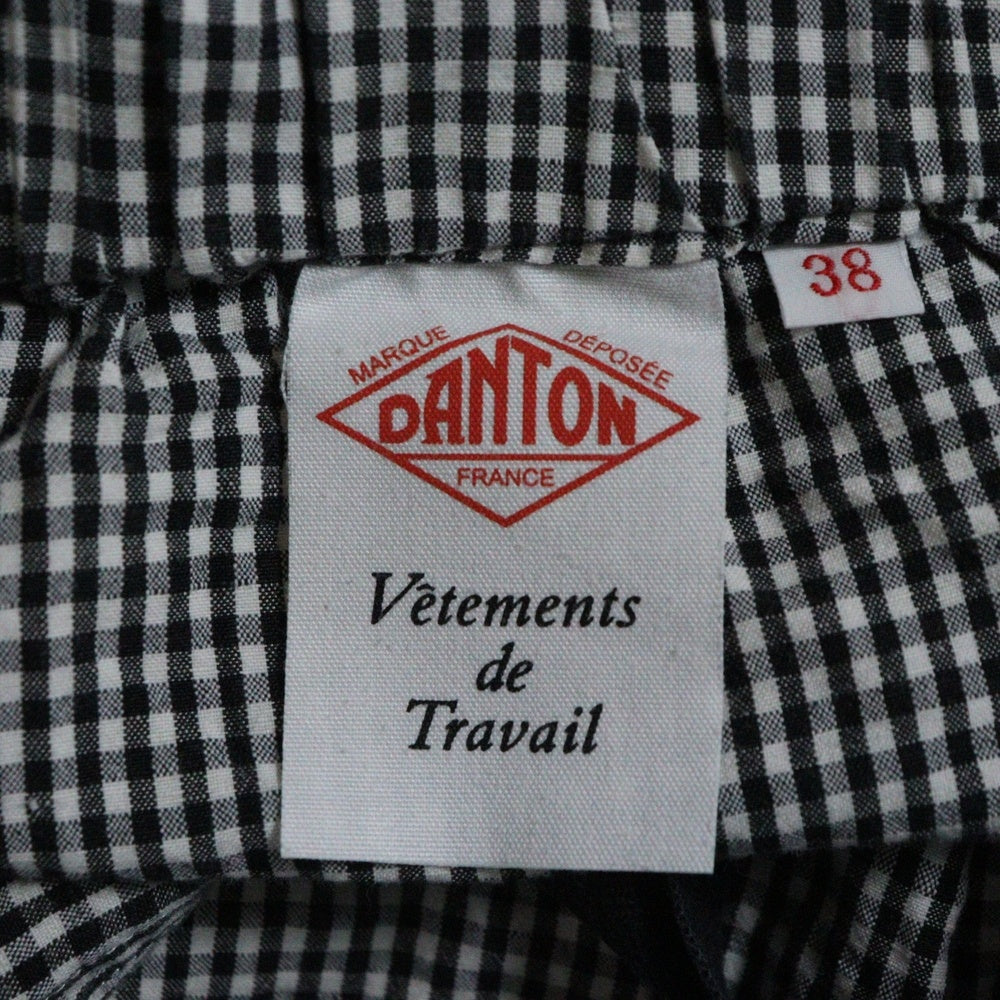 MARQUE DÉPOSÉE
DANTON
FRANCE
Vêtements
de
Travail
38